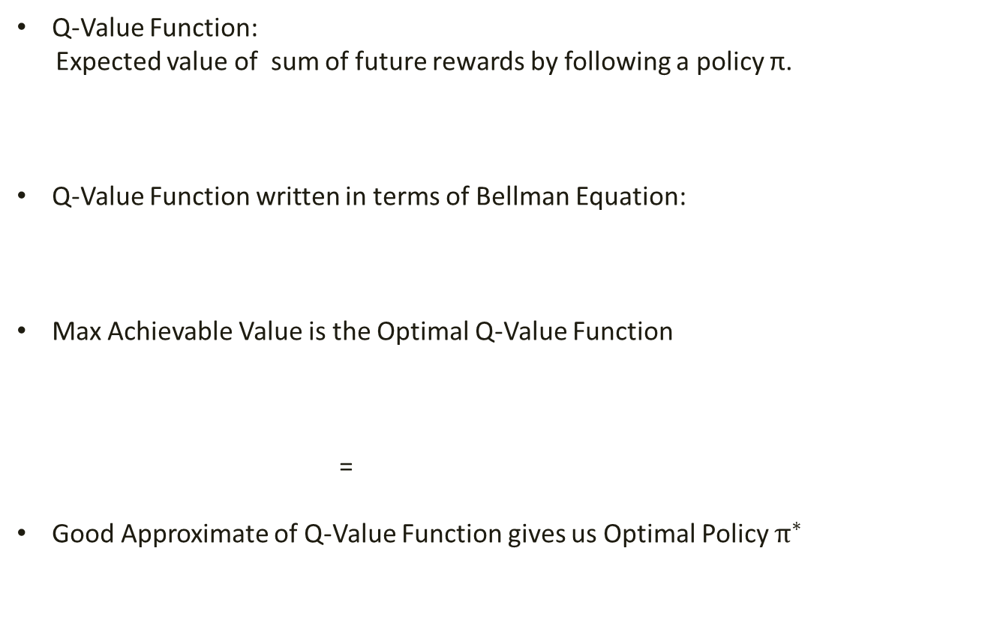 • Q-Value Function:
Expected value of sum of future rewards by following a policy π.
• Q-Value Function written in terms of Bellman Equation:
• Max Achievable Value is the Optimal Q-Value Function
=
• Good Approximate of Q-Value Function gives us Optimal Policy π*